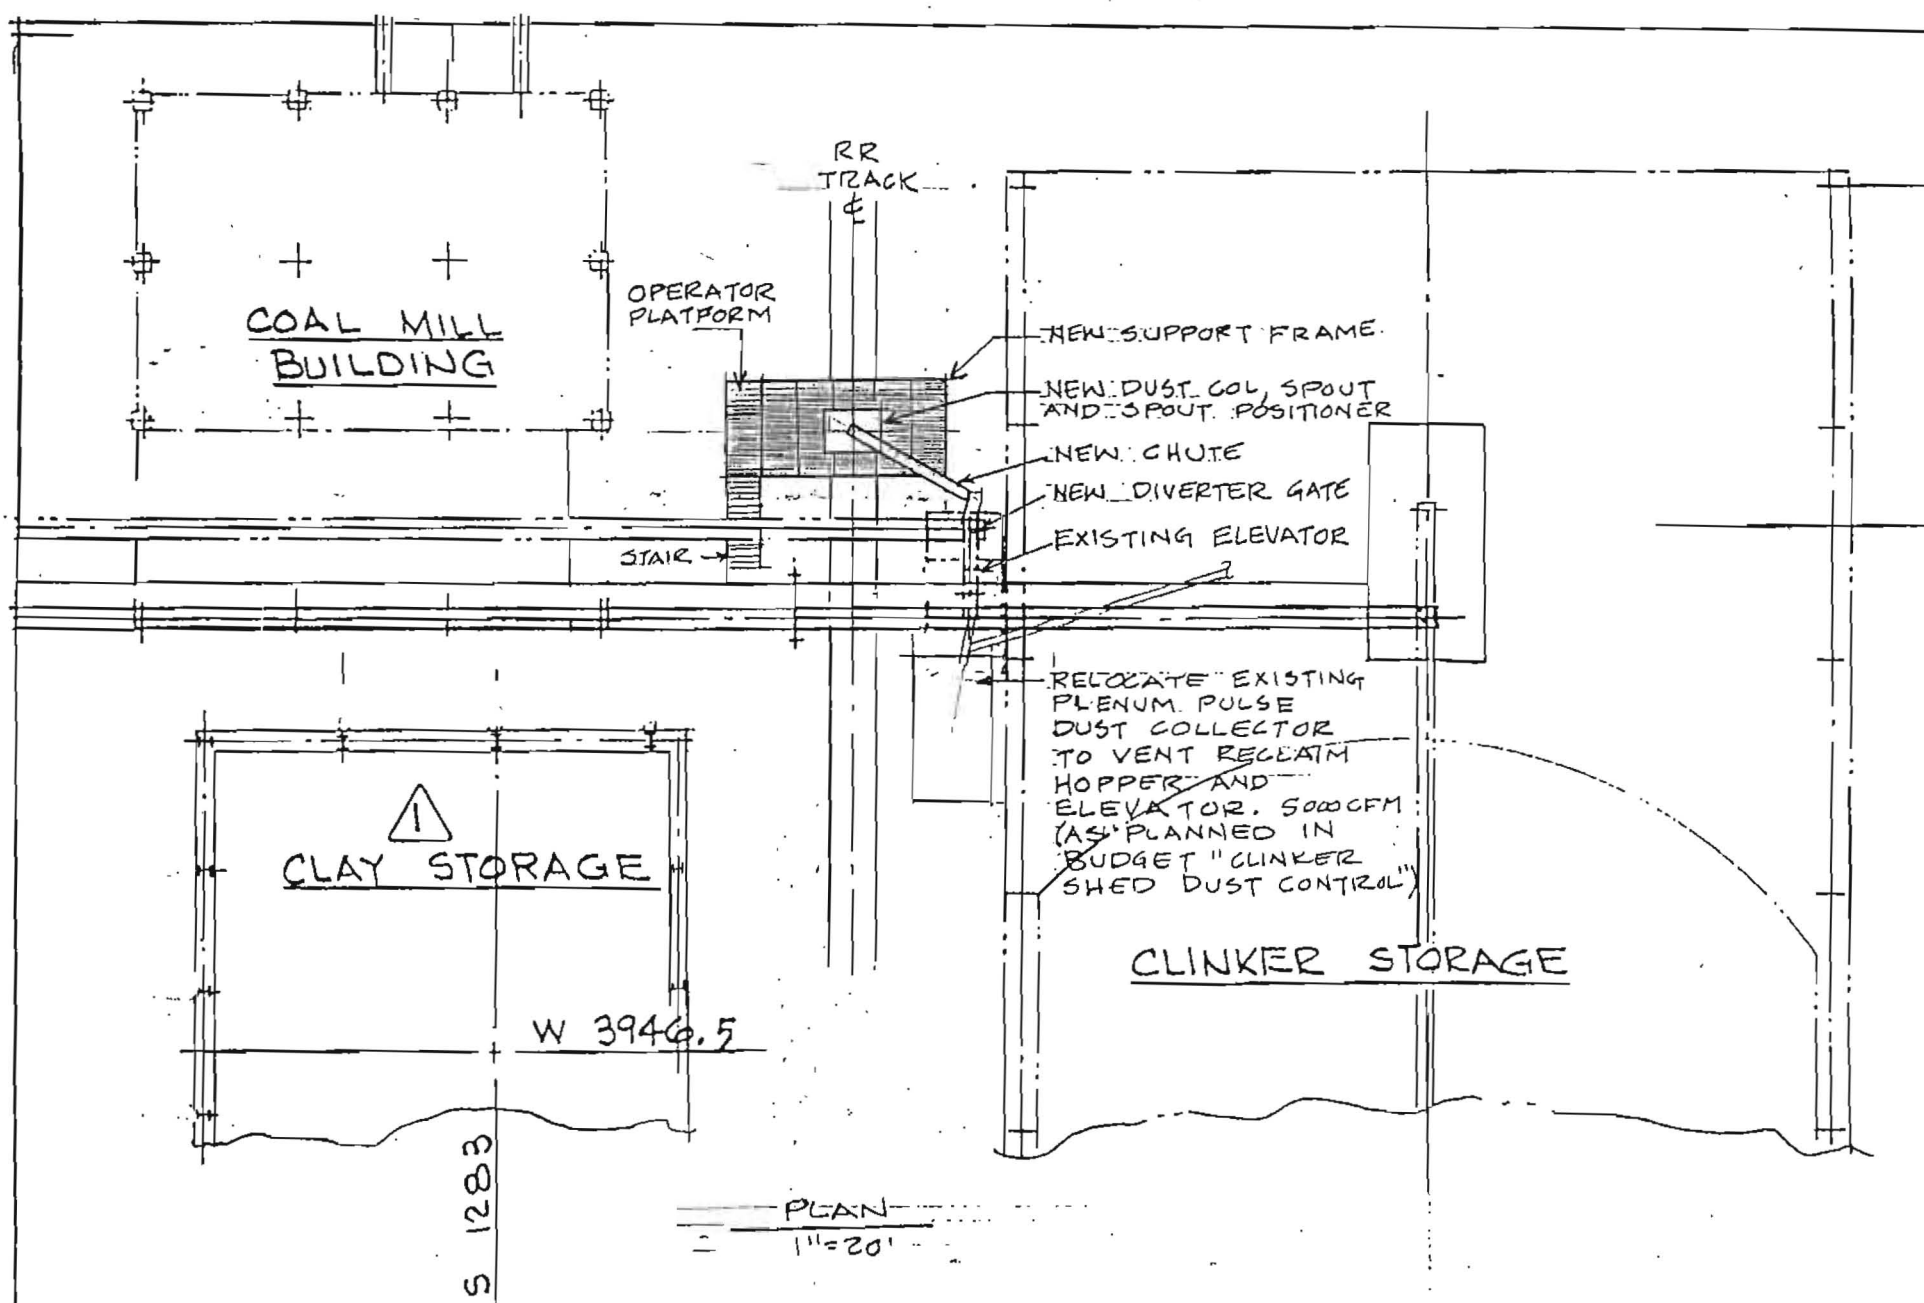 RR
TRACK
℄
OPERATOR
PLATFORM
COAL MILL
BUILDING
NEW SUPPORT FRAME
NEW DUST COL, SPOUT
AND SPOUT POSITIONER
NEW CHUTE
NEW DIVERTER GATE
EXISTING ELEVATOR
STAIR
RELOCATE EXISTING
PLENUM PULSE
DUST COLLECTOR
TO VENT RECLAIM
HOPPER AND
ELEVATOR. 5000 CFM
(AS PLANNED IN
BUDGET "CLINKER
SHED DUST CONTROL")
1
CLAY STORAGE
CLINKER STORAGE
W 3946.5
S 1283
PLAN
1"=20'